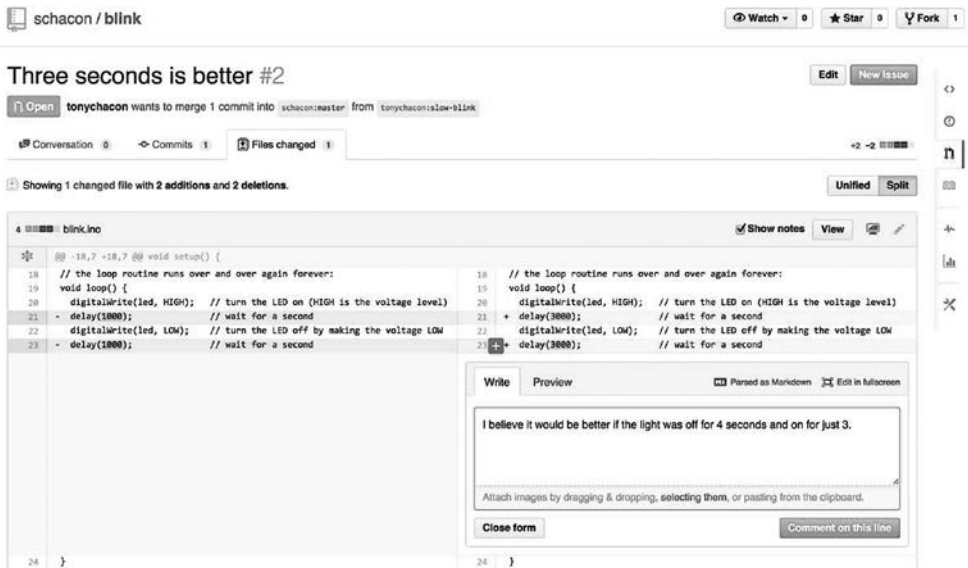 schacon / blink
Watch 0 Star 0 Fork 1
Three seconds is better #2
Edit New Issue
Open tonychacon wants to merge 1 commit into schacon:master from tonychacon:slow-blink
Conversation 0 Commits 1 Files changed 1 +2 -2
Showing 1 changed file with 2 additions and 2 deletions.
Unified Split
4 blink.ino Show notes View
@@ -18,7 +18,7 @@ void setup() {
18 // the loop routine runs over and over again forever: 18 // the loop routine runs over and over again forever:
19 void loop() { 19 void loop() {
20 digitalWrite(led, HIGH); // turn the LED on (HIGH is the voltage level) 20 digitalWrite(led, HIGH); // turn the LED on (HIGH is the voltage level)
21 - delay(1000); // wait for a second 21 + delay(3000); // wait for a second
22 digitalWrite(led, LOW); // turn the LED off by making the voltage LOW 22 digitalWrite(led, LOW); // turn the LED off by making the voltage LOW
23 - delay(1000); // wait for a second 23 + delay(3000); // wait for a second
Write Preview Parsed as Markdown Edit in fullscreen
I believe it would be better if the light was off for 4 seconds and on for just 3.
Attach images by dragging & dropping, selecting them, or pasting from the clipboard.
Close form Comment on this line
24 } 24 }